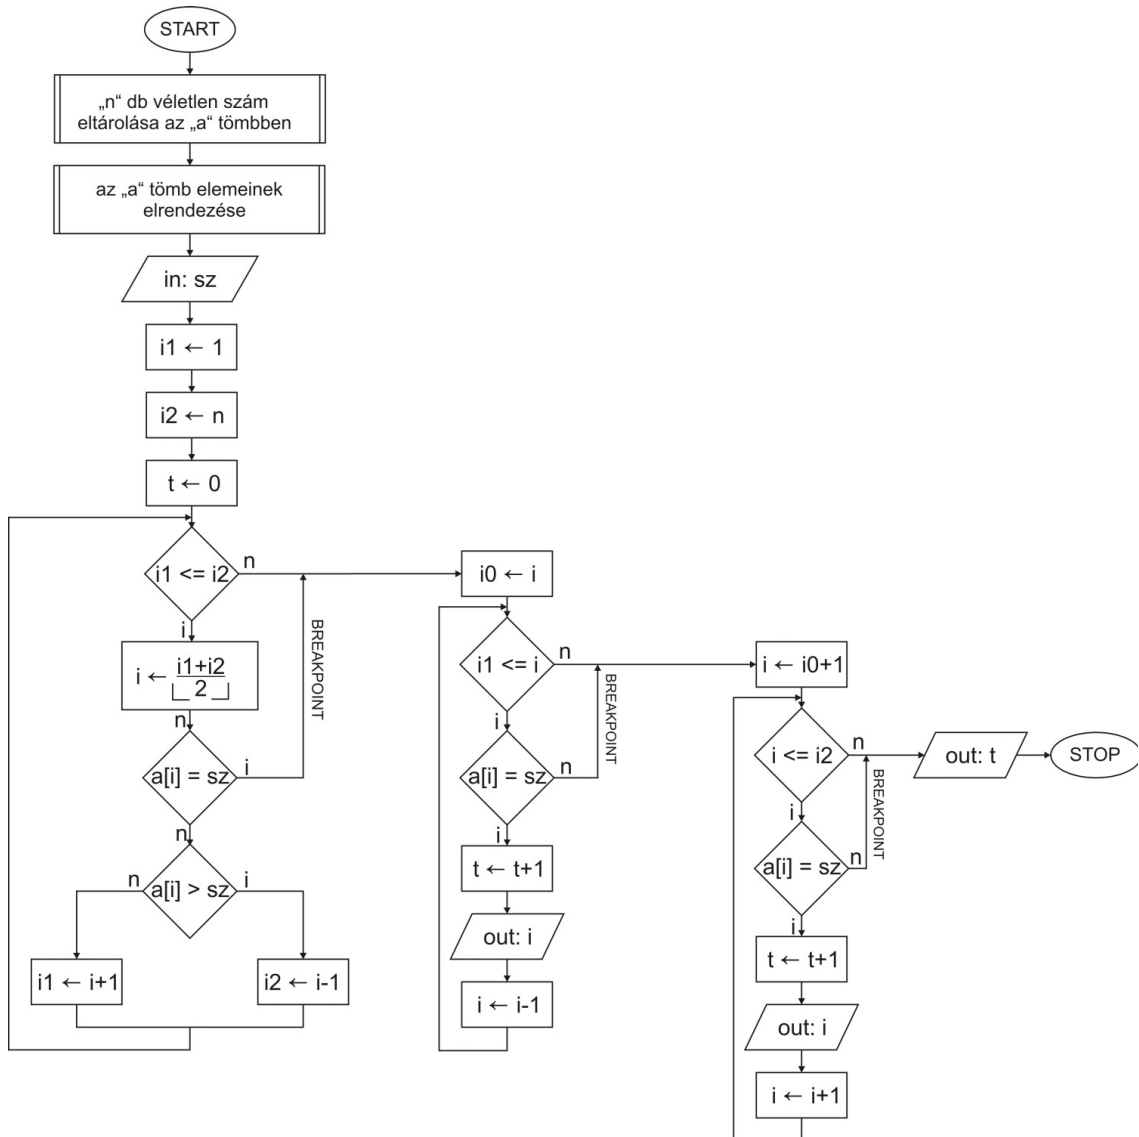 START
„n“ db véletlen szám
eltárolása az „a“ tömbben
az „a“ tömb elemeinek
elrendezése
in: sz
i1 ← 1
i2 ← n
t ← 0
i1 <= i2
n
i
i ← i1+i2
2
n
a[i] = sz
i
n
a[i] > sz
n
i
i1 ← i+1
i2 ← i-1
BREAKPOINT
i0 ← i
i1 <= i
n
i
a[i] = sz
n
i
BREAKPOINT
t ← t+1
out: i
i ← i-1
i ← i0+1
i <= i2
n
i
a[i] = sz
n
i
BREAKPOINT
t ← t+1
out: i
i ← i+1
out: t
STOP